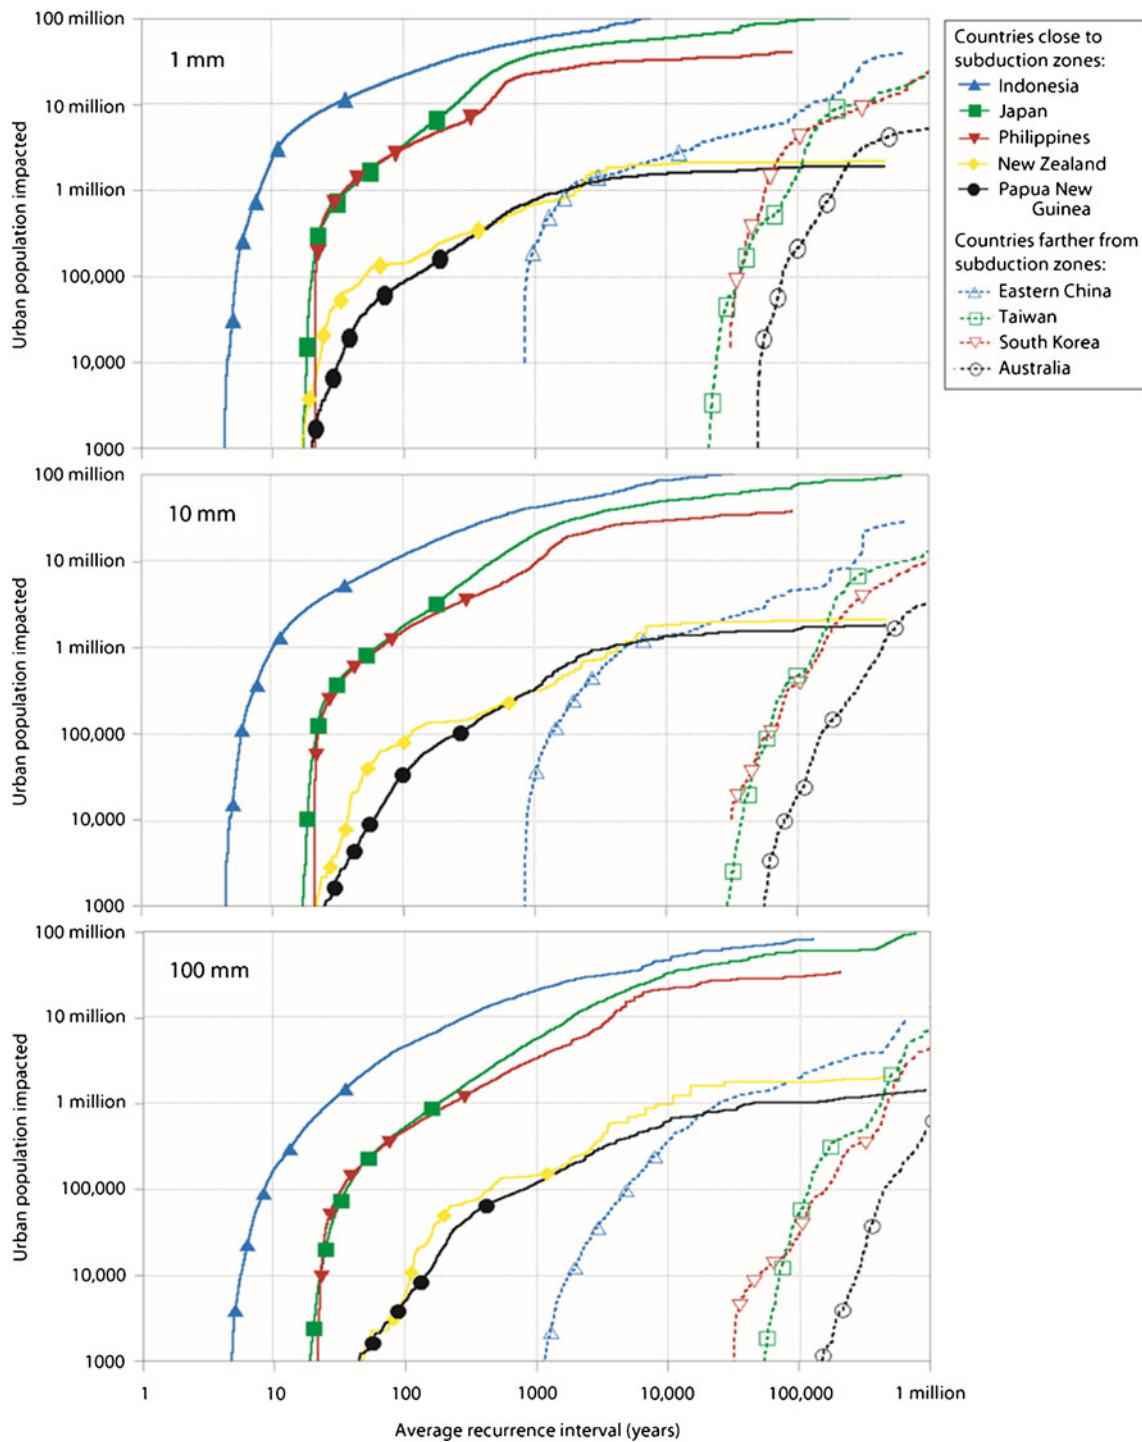 100 million
10 million
1 million
100,000
10,000
1000
Urban population impacted
1 mm
Countries close to
subduction zones:
Indonesia
Japan
Philippines
New Zealand
Papua New
Guinea
Countries farther from
subduction zones:
Eastern China
Taiwan
South Korea
Australia
100 million
10 million
1 million
100,000
10,000
1000
Urban population impacted
10 mm
100 million
10 million
1 million
100,000
10,000
1000
Urban population impacted
100 mm
1
10
100
1000
10,000
100,000
1 million
Average recurrence interval (years)